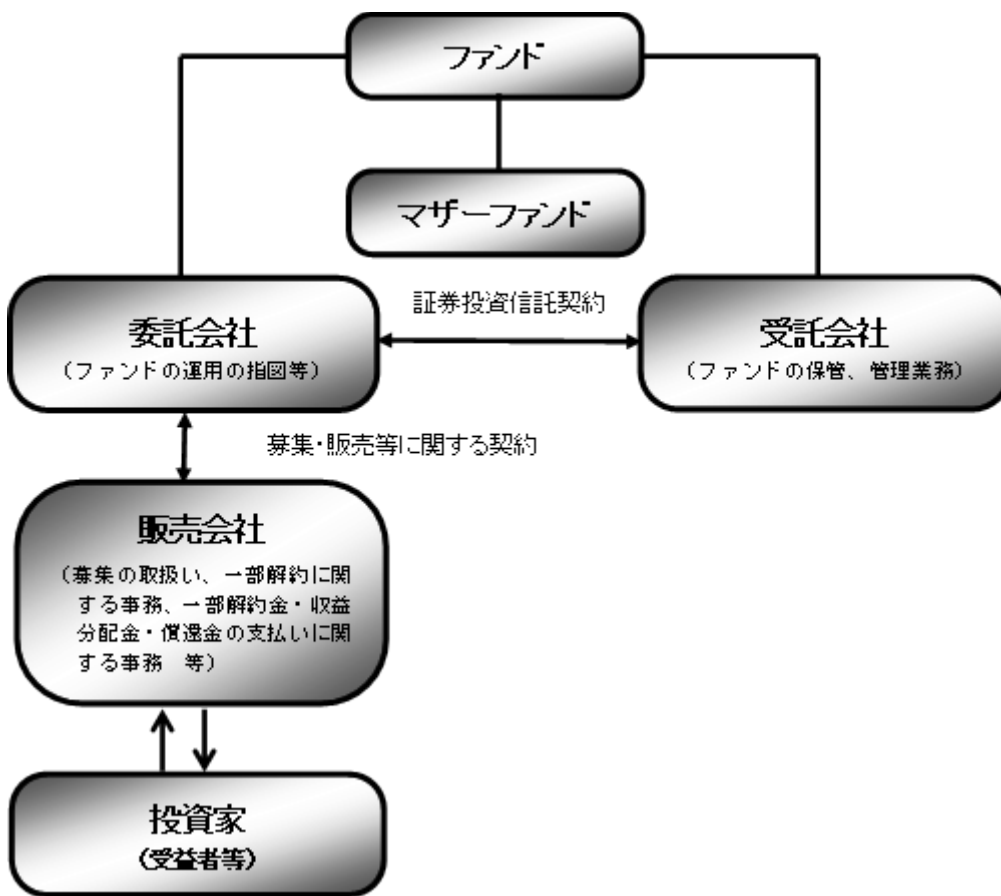 ファンド
マザーファンド
証券投資信託契約
委託会社
（ファンドの運用の指図等）
受託会社
（ファンドの保管、管理業務）
募集・販売等に関する契約
販売会社
（募集の取扱い、一部解約に関
する事務、一部解約金・収益
分配金・償還金の支払いに関
する事務　等）
投資家
（受益者等）